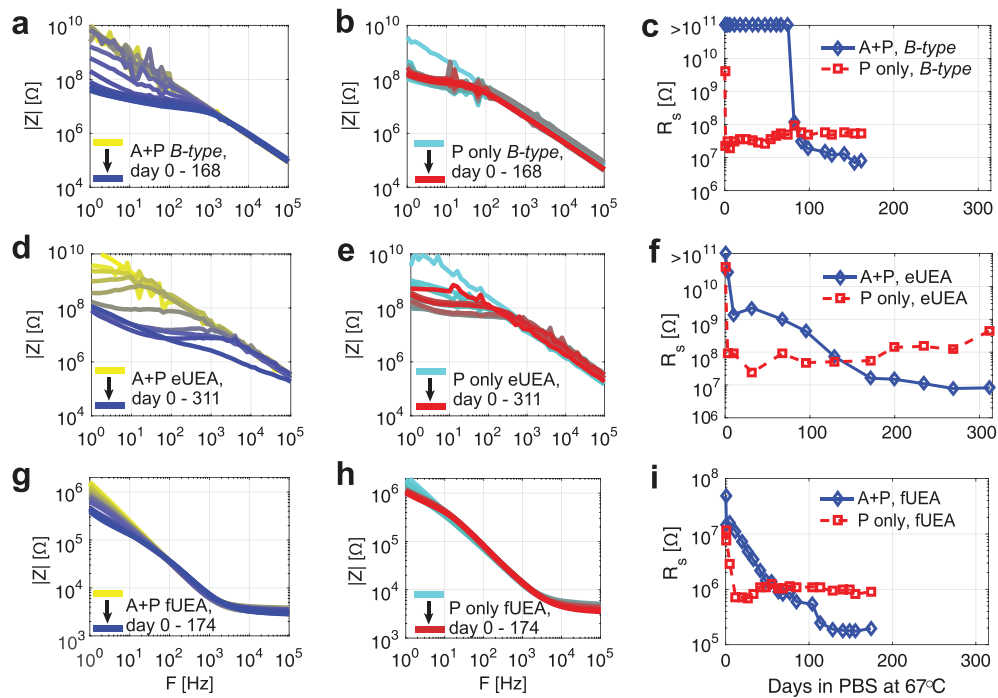 a
10^10
10^8
10^6
10^4
|Z| [Ω]
A+P B-type,
day 0 - 168
10^0 10^1 10^2 10^3 10^4 10^5
b
10^10
10^8
10^6
10^4
|Z| [Ω]
P only B-type,
day 0 - 168
10^0 10^1 10^2 10^3 10^4 10^5
c
>10^11
10^10
10^9
10^8
10^7
10^6
R_s [Ω]
A+P, B-type
P only, B-type
0 100 200 300
d
10^10
10^8
10^6
10^4
|Z| [Ω]
A+P eUEA,
day 0 - 311
10^0 10^1 10^2 10^3 10^4 10^5
e
10^10
10^8
10^6
10^4
|Z| [Ω]
P only eUEA,
day 0 - 311
10^0 10^1 10^2 10^3 10^4 10^5
f
>10^11
10^10
10^9
10^8
10^7
10^6
R_s [Ω]
A+P, eUEA
P only, eUEA
0 100 200 300
g
10^6
10^5
10^4
10^3
|Z| [Ω]
A+P fUEA,
day 0 - 174
10^0 10^1 10^2 10^3 10^4 10^5
F [Hz]
h
10^6
10^5
10^4
10^3
|Z| [Ω]
P only fUEA,
day 0 - 174
10^0 10^1 10^2 10^3 10^4 10^5
F [Hz]
i
10^8
10^7
10^6
10^5
R_s [Ω]
A+P, fUEA
P only, fUEA
0 100 200 300
Days in PBS at 67°C